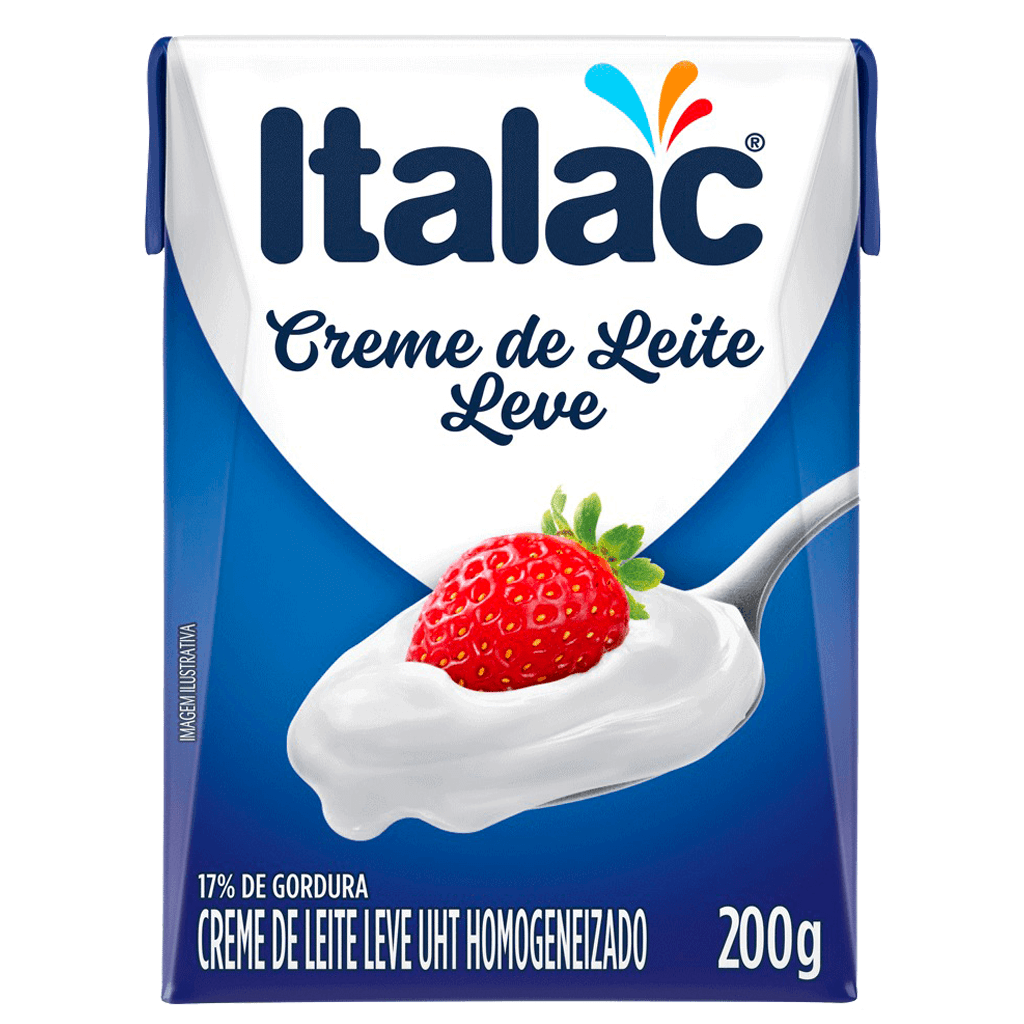 Italac®
Creme de Leite
Leve
IMAGEM ILUSTRATIVA
17% DE GORDURA
CREME DE LEITE LEVE UHT HOMOGENEIZADO
200g